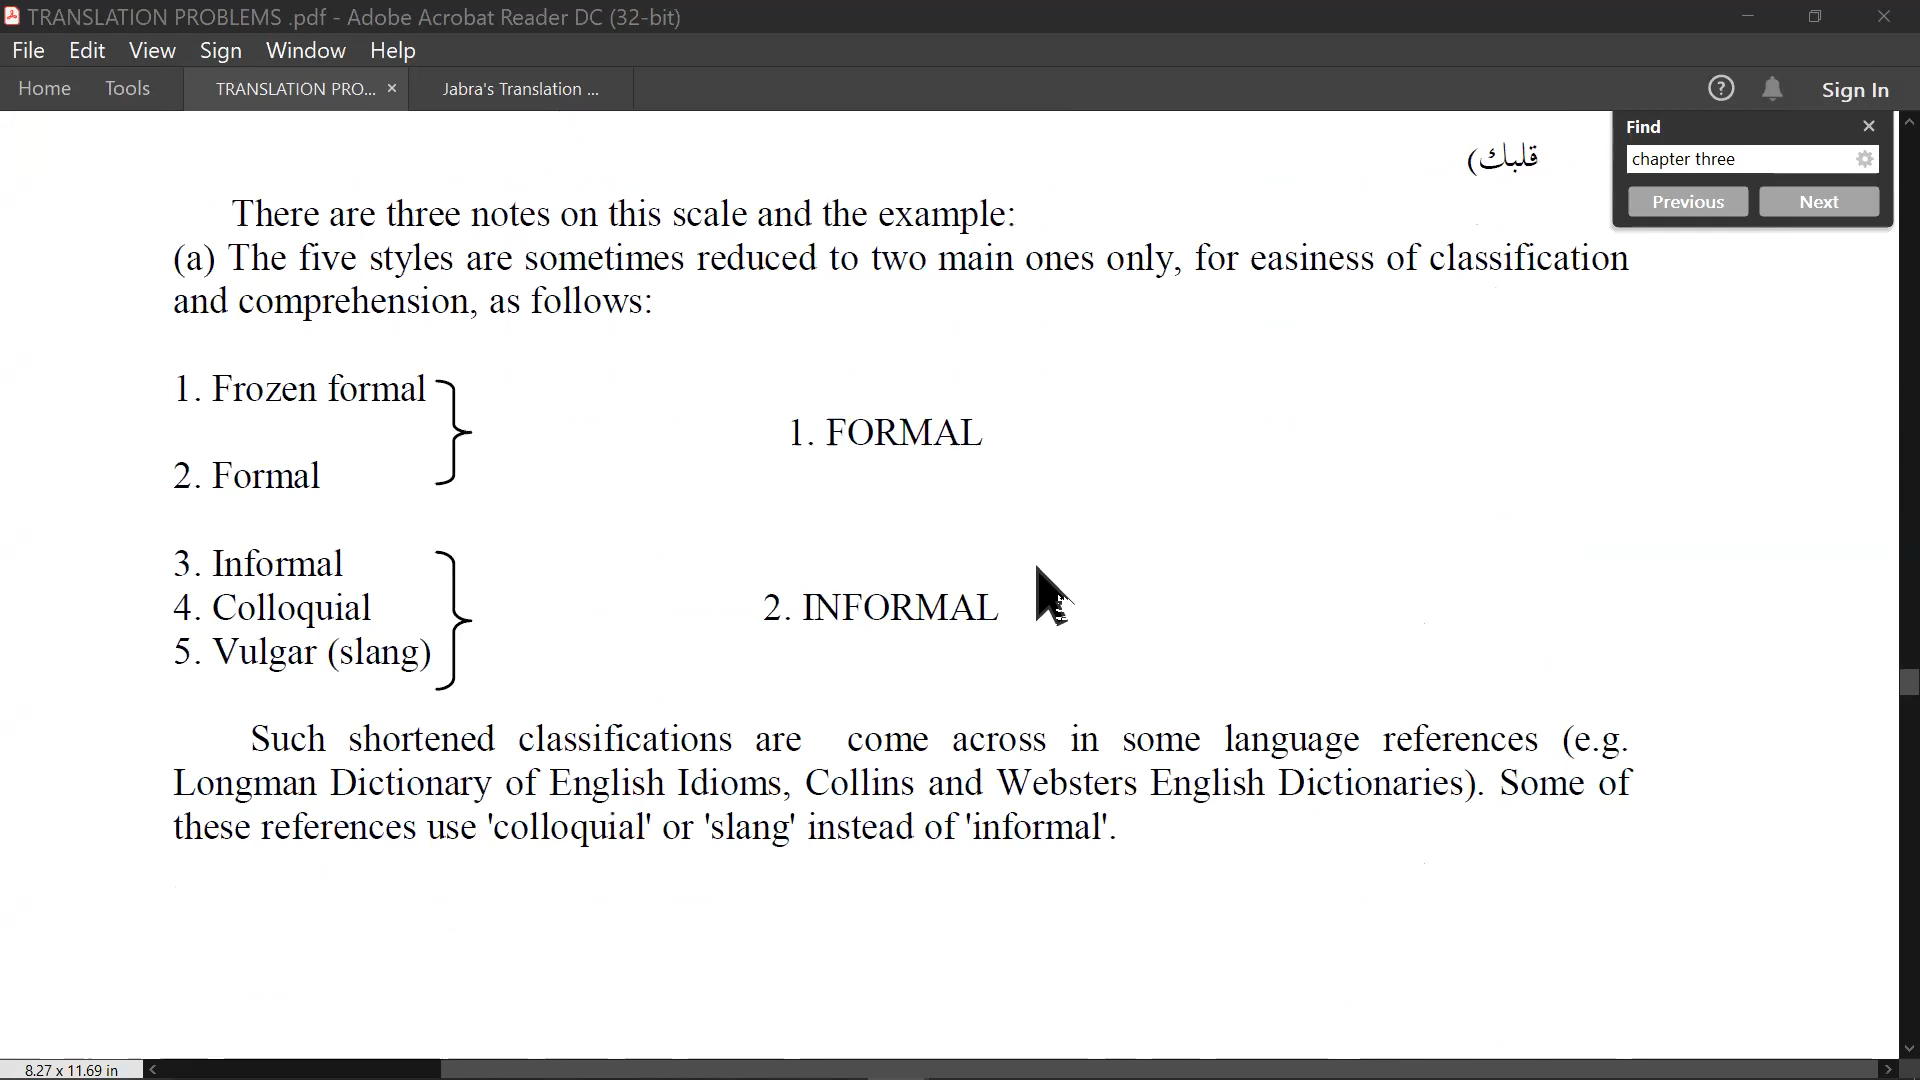 TRANSLATION PROBLEMS .pdf - Adobe Acrobat Reader DC (32-bit)
File Edit View Sign Window Help
Home Tools TRANSLATION PRO... × Jabra's Translation ... ? Sign In
Find ×
chapter three
Previous Next
قلبك)
There are three notes on this scale and the example:
(a) The five styles are sometimes reduced to two main ones only, for easiness of classification
and comprehension, as follows:
1. Frozen formal
1. FORMAL
2. Formal
3. Informal
4. Colloquial 2. INFORMAL
5. Vulgar (slang)
Such shortened classifications are come across in some language references (e.g.
Longman Dictionary of English Idioms, Collins and Websters English Dictionaries). Some of
these references use 'colloquial' or 'slang' instead of 'informal'.
8.27 x 11.69 in